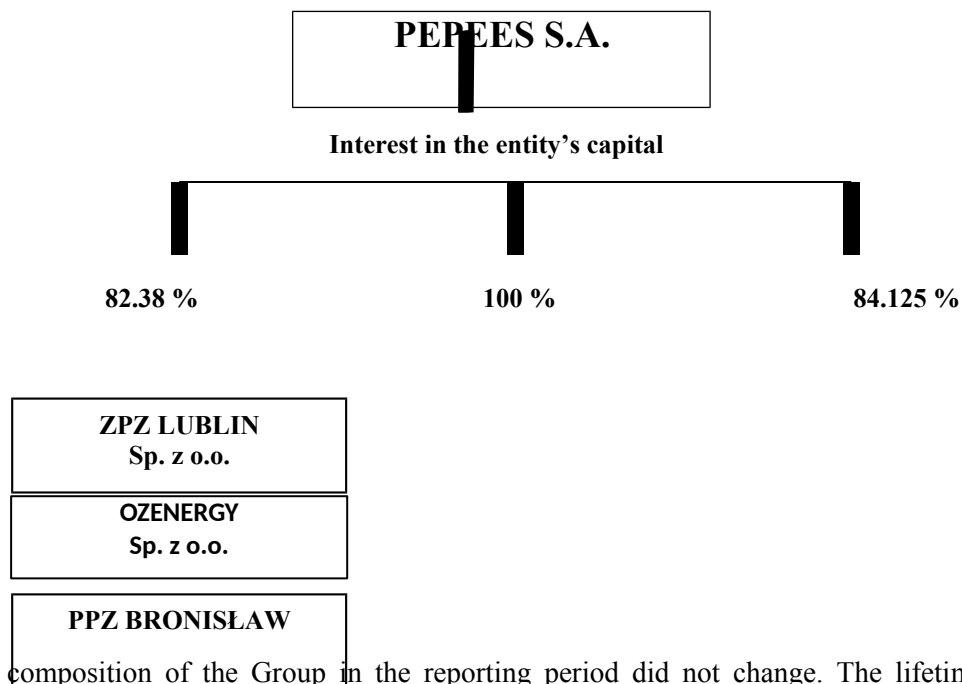 PEPEES S.A.
Interest in the entity’s capital
82.38 % 100 % 84.125 %
ZPZ LUBLIN
Sp. z o.o.
OZENERGY
Sp. z o.o.
PPZ BRONISŁAW
composition of the Group in the reporting period did not change. The